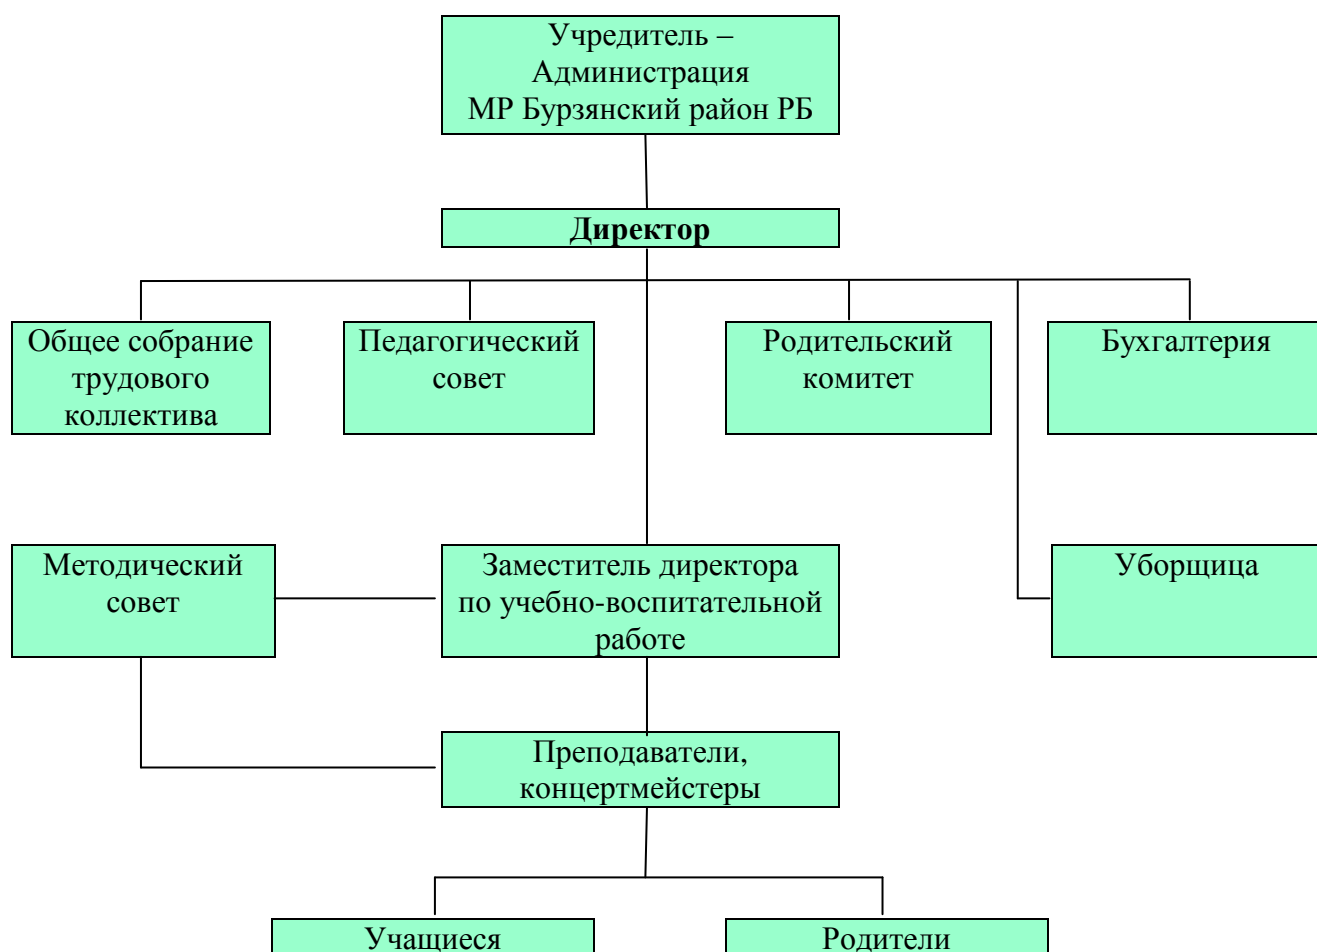 Учредитель –
Администрация
МР Бурзянский район РБ
Директор
Общее собрание
трудового
коллектива
Педагогический
совет
Родительский
комитет
Бухгалтерия
Методический
совет
Заместитель директора
по учебно-воспитательной
работе
Уборщица
Преподаватели,
концертмейстеры
Учащиеся
Родители